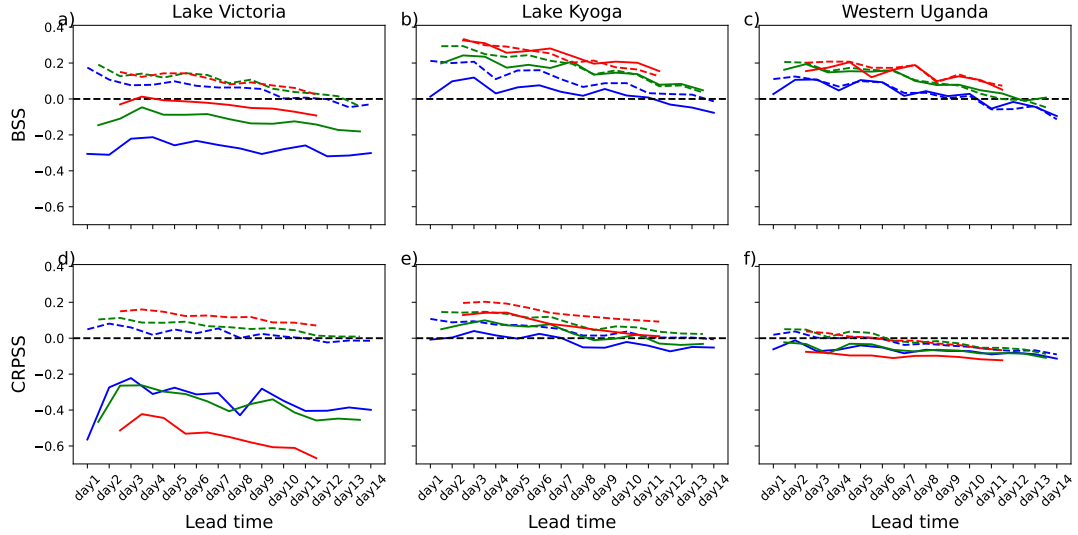 Lake Victoria
Lake Kyoga
Western Uganda
a)
b)
c)
BSS
0.4
0.2
0.0
−0.2
−0.4
−0.6
d)
e)
f)
CRPSS
0.4
0.2
0.0
−0.2
−0.4
−0.6
day1 day2 day3 day4 day5 day6 day7 day8 day9 day10 day11 day12 day13 day14
day1 day2 day3 day4 day5 day6 day7 day8 day9 day10 day11 day12 day13 day14
day1 day2 day3 day4 day5 day6 day7 day8 day9 day10 day11 day12 day13 day14
Lead time
Lead time
Lead time